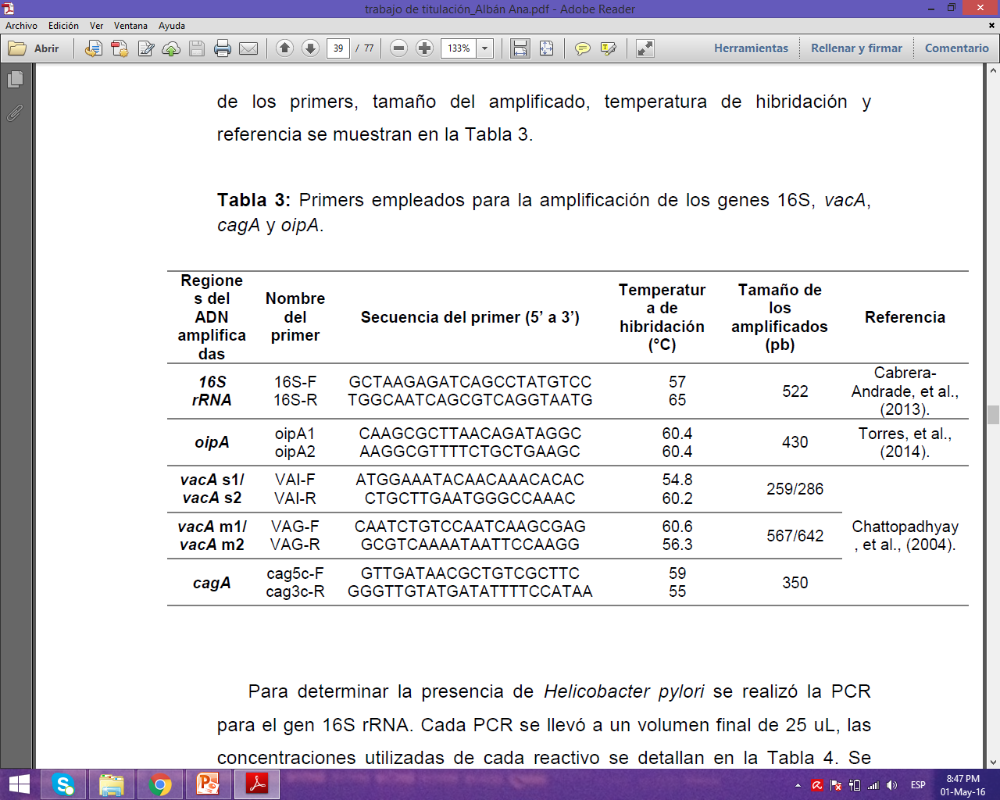 trabajo de titulación_Albán Ana.pdf - Adobe Reader
Archivo Edición Ver Ventana Ayuda
Abrir 39 / 77 133% Herramientas Rellenar y firmar Comentario
de los primers, tamaño del amplificado, temperatura de hibridación y
referencia se muestran en la Tabla 3.
Tabla 3: Primers empleados para la amplificación de los genes 16S, vacA,
cagA y oipA.
Regione
s del
ADN
amplifica
das
Nombre
del
primer
Secuencia del primer (5’ a 3’)
Temperatur
a de
hibridación
(°C)
Tamaño de
los
amplificados
(pb)
Referencia
16S
rRNA
16S-F
16S-R
GCTAAGAGATCAGCCTATGTCC
TGGCAATCAGCGTCAGGTAATG
57
65
522
Cabrera-
Andrade, et al.,
(2013).
oipA
oipA1
oipA2
CAAGCGCTTAACAGATAGGC
AAGGCGTTTTCTGCTGAAGC
60.4
60.4
430
Torres, et al.,
(2014).
vacA s1/
vacA s2
VAI-F
VAI-R
ATGGAAATACAACAAACACAC
CTGCTTGAATGGGCCAAAC
54.8
60.2
259/286
vacA m1/
vacA m2
VAG-F
VAG-R
CAATCTGTCCAATCAAGCGAG
GCGTCAAAATAATTCCAAGG
60.6
56.3
567/642
Chattopadhyay
, et al., (2004).
cagA
cag5c-F
cag3c-R
GTTGATAACGCTGTCGCTTC
GGGTTGTATGATATTTTCCATAA
59
55
350
Para determinar la presencia de Helicobacter pylori se realizó la PCR
para el gen 16S rRNA. Cada PCR se llevó a un volumen final de 25 uL, las
concentraciones utilizadas de cada reactivo se detallan en la Tabla 4. Se
ESP
8:47 PM
01-May-16